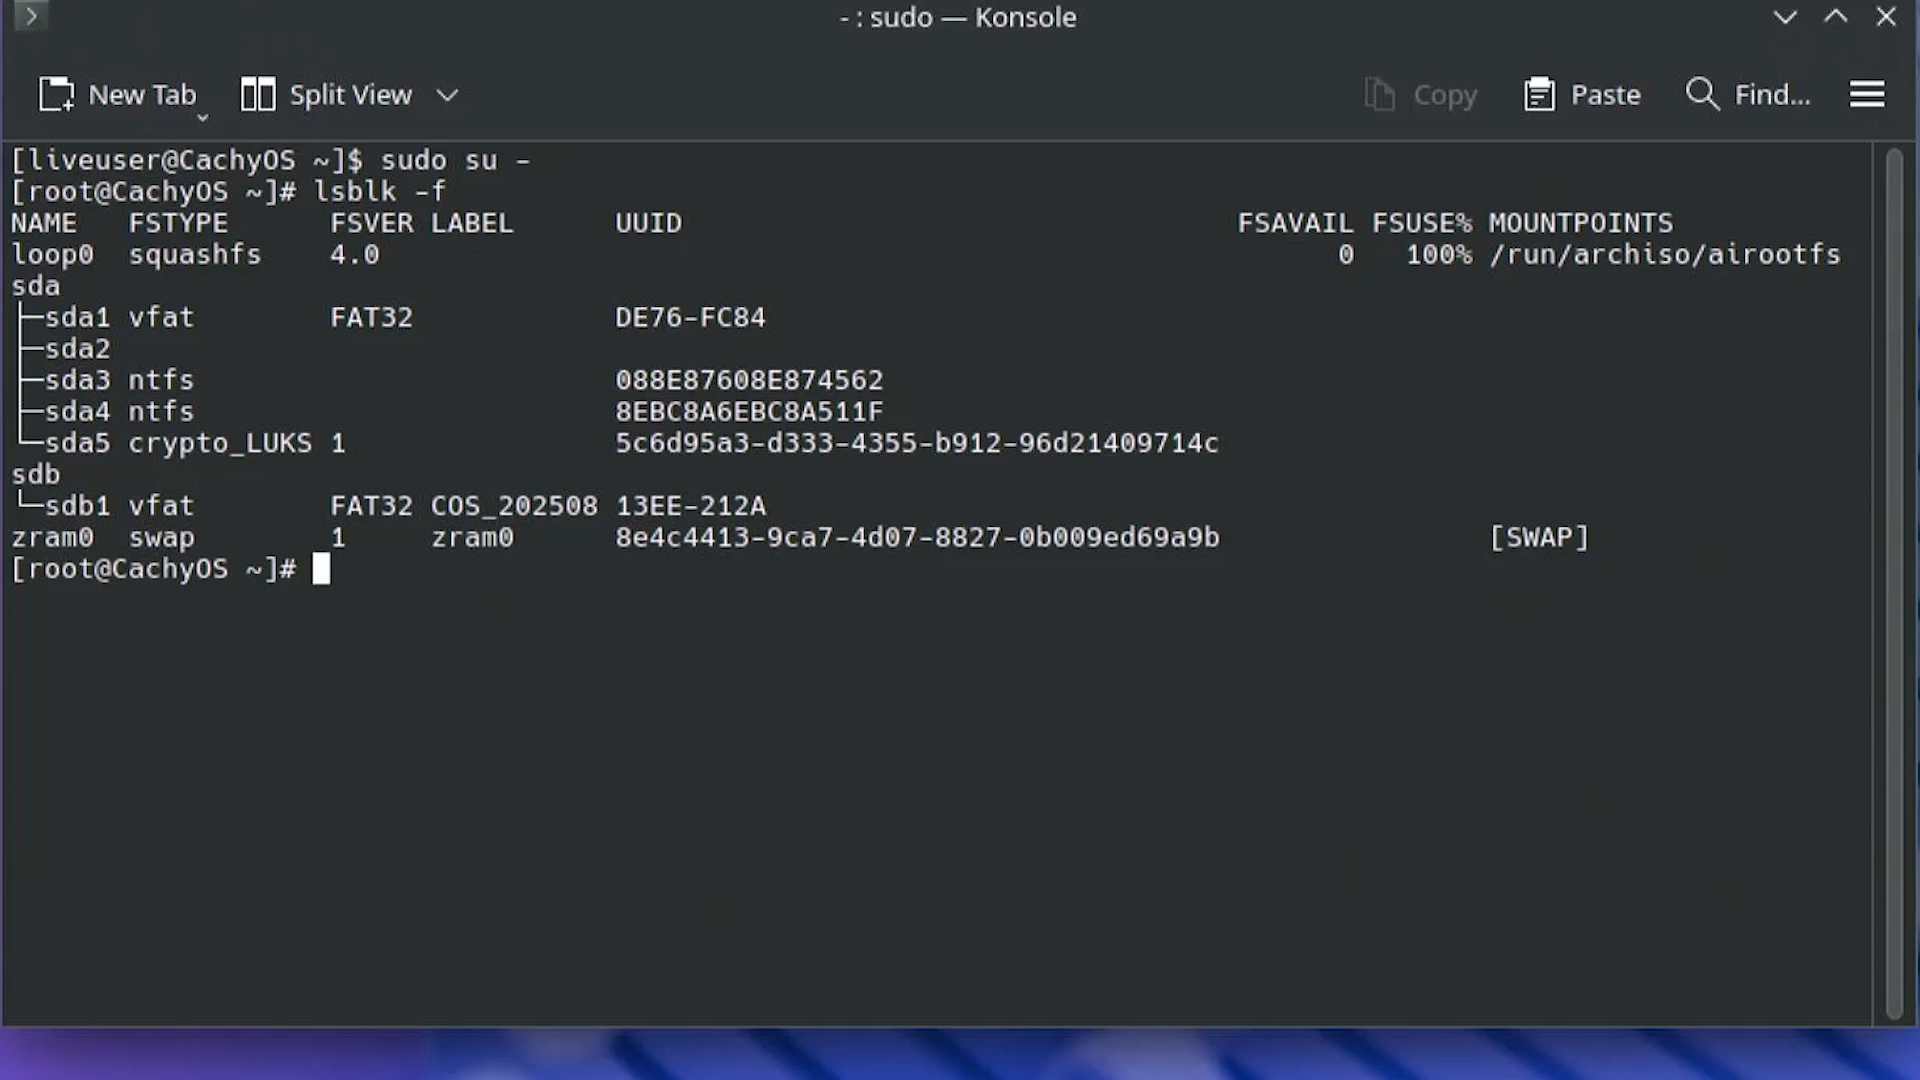 - : sudo — Konsole
New Tab Split View Copy Paste Find...
[liveuser@CachyOS ~]$ sudo su -
[root@CachyOS ~]# lsblk -f
NAME FSTYPE FSVER LABEL UUID FSAVAIL FSUSE% MOUNTPOINTS
loop0 squashfs 4.0 0 100% /run/archiso/airootfs
sda
├─sda1 vfat FAT32 DE76-FC84
├─sda2
├─sda3 ntfs 088E87608E874562
├─sda4 ntfs 8EBC8A6EBC8A511F
└─sda5 crypto_LUKS 1 5c6d95a3-d333-4355-b912-96d21409714c
sdb
└─sdb1 vfat FAT32 COS_202508 13EE-212A
zram0 swap 1 zram0 8e4c4413-9ca7-4d07-8827-0b009ed69a9b [SWAP]
[root@CachyOS ~]#